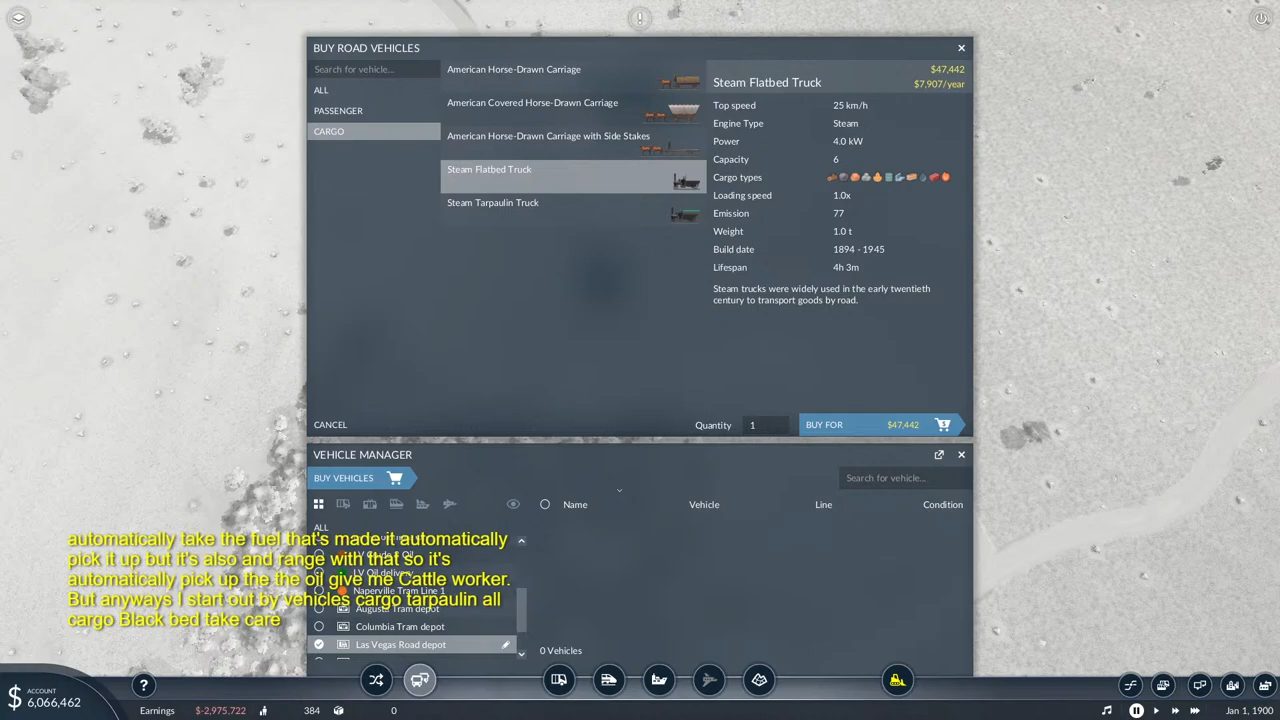 BUY ROAD VEHICLES
Search for vehicle...
ALL
PASSENGER
CARGO
American Horse-Drawn Carriage
American Covered Horse-Drawn Carriage
American Horse-Drawn Carriage with Side Stakes
Steam Flatbed Truck
Steam Tarpaulin Truck
$47,442
Steam Flatbed Truck
$7,907/year
Top speed 25 km/h
Engine Type Steam
Power 4.0 kW
Capacity 6
Cargo types
Loading speed 1.0x
Emission 77
Weight 1.0 t
Build date 1894 - 1945
Lifespan 4h 3m
Steam trucks were widely used in the early twentieth
century to transport goods by road.
CANCEL
Quantity 1
BUY FOR $47,442
VEHICLE MANAGER
BUY VEHICLES
Search for vehicle...
Name Vehicle Line Condition
ALL
LV Oil delivery
Naperville Tram Line 1
Augusta Tram depot
Columbia Tram depot
Las Vegas Road depot
0 Vehicles
automatically take the fuel that's made it automatically
pick it up but it's also and range with that so it's
automatically pick up the the oil give me Cattle worker.
But anyways I start out by vehicles cargo tarpaulin all
cargo Black bed take care
?
$ ACCOUNT
6,066,462
Earnings $-2,975,722
384
0
Jan 1, 1900